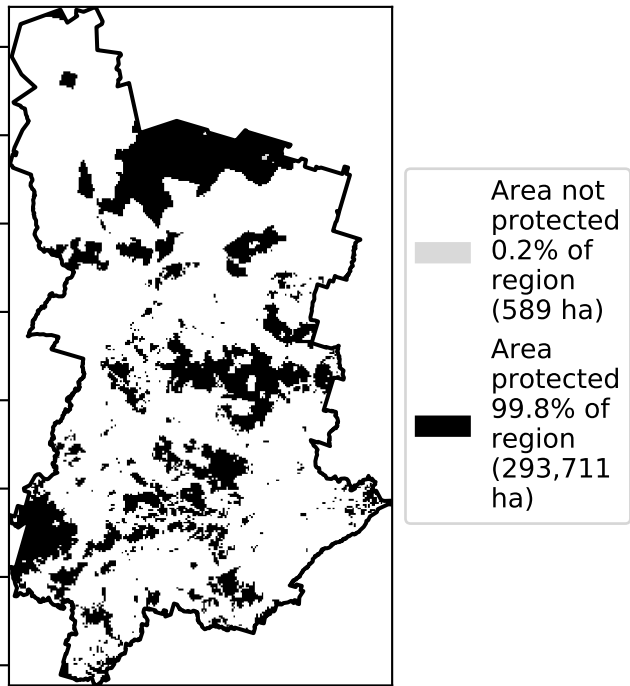 Area not
protected
0.2% of
region
(589 ha)
Area
protected
99.8% of
region
(293,711
ha)